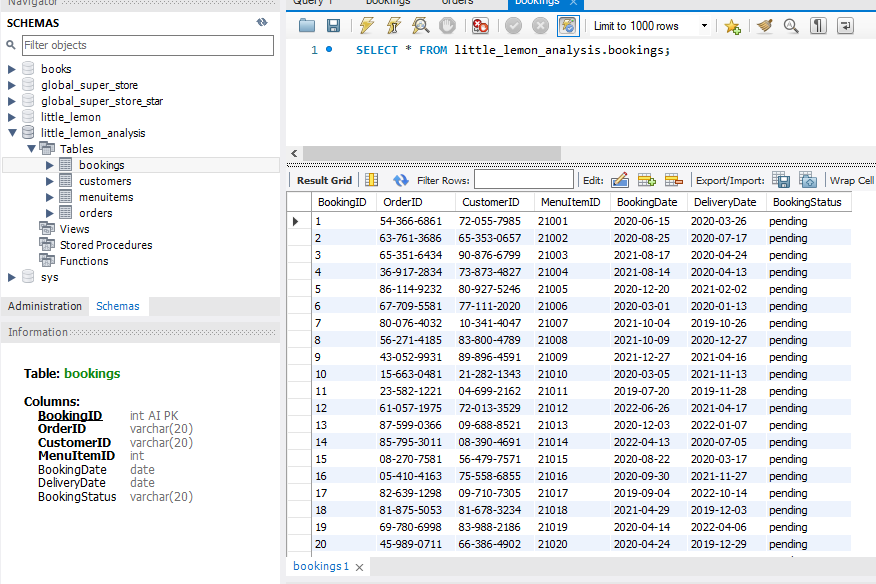 Navigator
SCHEMAS
Filter objects
books
global_super_store
global_super_store_star
little_lemon
little_lemon_analysis
Tables
bookings
customers
menuitems
orders
Views
Stored Procedures
Functions
sys
Administration Schemas
Information
Table: bookings
Columns:
BookingID int AI PK
OrderID varchar(20)
CustomerID varchar(20)
MenuItemID int
BookingDate date
DeliveryDate date
BookingStatus varchar(20)
Query 1 bookings orders bookings
Limit to 1000 rows
1 SELECT * FROM little_lemon_analysis.bookings;
Result Grid Filter Rows: Edit: Export/Import: Wrap Cell
BookingID OrderID CustomerID MenuItemID BookingDate DeliveryDate BookingStatus
1 54-366-6861 72-055-7985 21001 2020-06-15 2020-03-26 pending
2 63-761-3686 65-353-0657 21002 2020-08-25 2020-07-17 pending
3 65-351-6434 90-876-6799 21003 2021-08-17 2020-04-24 pending
4 36-917-2834 73-873-4827 21004 2021-08-14 2020-04-13 pending
5 86-114-9232 80-927-5246 21005 2020-12-20 2021-02-02 pending
6 67-709-5581 77-111-2020 21006 2020-03-01 2020-01-13 pending
7 80-076-4032 10-341-4047 21007 2021-10-04 2019-10-26 pending
8 56-271-4185 83-800-4789 21008 2021-10-09 2020-12-27 pending
9 43-052-9931 89-896-4591 21009 2021-12-27 2021-04-16 pending
10 15-663-0481 21-282-1343 21010 2020-03-05 2021-11-13 pending
11 23-582-1221 04-699-2162 21011 2019-07-20 2019-11-28 pending
12 61-057-1975 72-013-3529 21012 2022-06-26 2021-04-17 pending
13 87-599-0366 09-688-8521 21013 2020-12-03 2022-01-07 pending
14 85-795-3011 08-390-4691 21014 2022-04-13 2020-07-05 pending
15 08-270-7581 56-479-7571 21015 2020-08-22 2020-03-17 pending
16 05-410-4163 75-558-6855 21016 2020-09-30 2021-11-27 pending
17 82-639-1298 09-710-7305 21017 2019-09-04 2022-10-14 pending
18 81-875-5053 81-678-3234 21018 2021-04-29 2019-12-03 pending
19 69-780-6998 83-988-2186 21019 2020-04-14 2022-04-06 pending
20 45-989-0711 66-386-4902 21020 2020-04-24 2019-12-29 pending
bookings 1